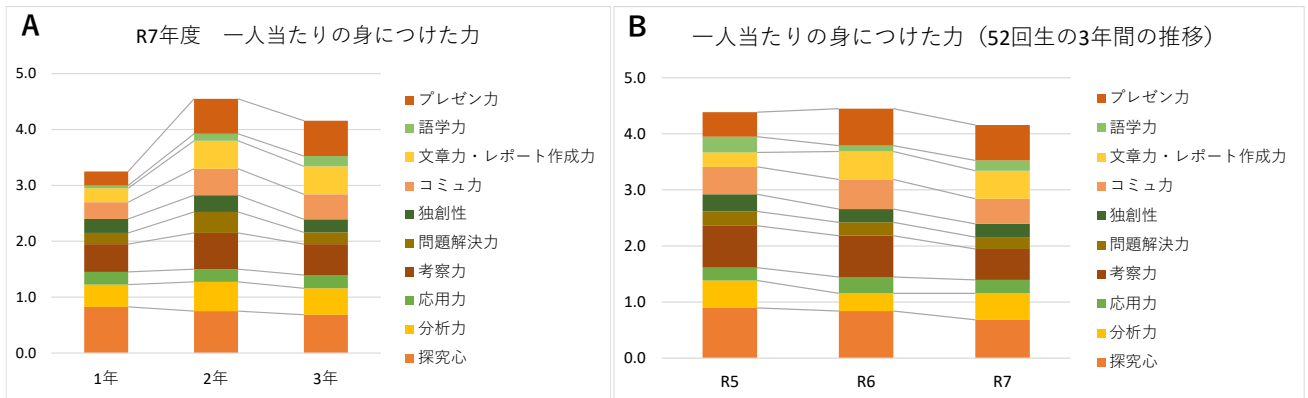 A
R7年度　一人当たりの身につけた力
5.0
4.0
3.0
2.0
1.0
0.0
1年
2年
3年
プレゼン力
語学力
文章力・レポート作成力
コミュ力
独創性
問題解決力
考察力
応用力
分析力
探究心
B
一人当たりの身につけた力（52回生の3年間の推移）
5.0
4.0
3.0
2.0
1.0
0.0
R5
R6
R7
プレゼン力
語学力
文章力・レポート作成力
コミュ力
独創性
問題解決力
考察力
応用力
分析力
探究心